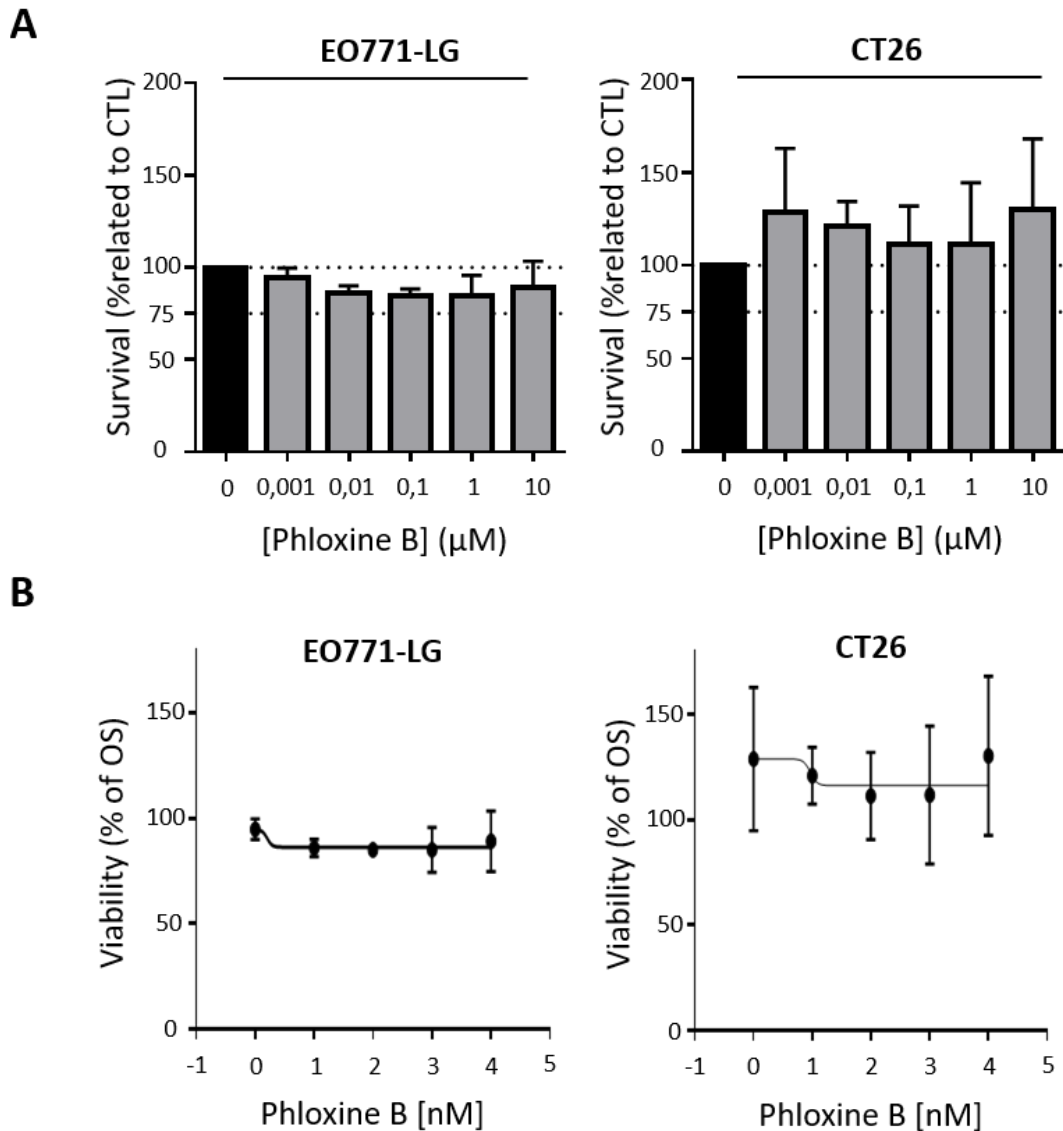 A
EO771-LG
CT26
Survival (%related to CTL)
200
150
100
75
50
0
0 0,001 0,01 0,1 1 10
[Phloxine B] (μM)
Survival (%related to CTL)
200
150
100
75
50
0
0 0,001 0,01 0,1 1 10
[Phloxine B] (μM)
B
EO771-LG
CT26
Viability (% of OS)
150
100
50
0
-1 0 1 2 3 4 5
Phloxine B [nM]
Viability (% of OS)
150
100
50
0
-1 0 1 2 3 4 5
Phloxine B [nM]